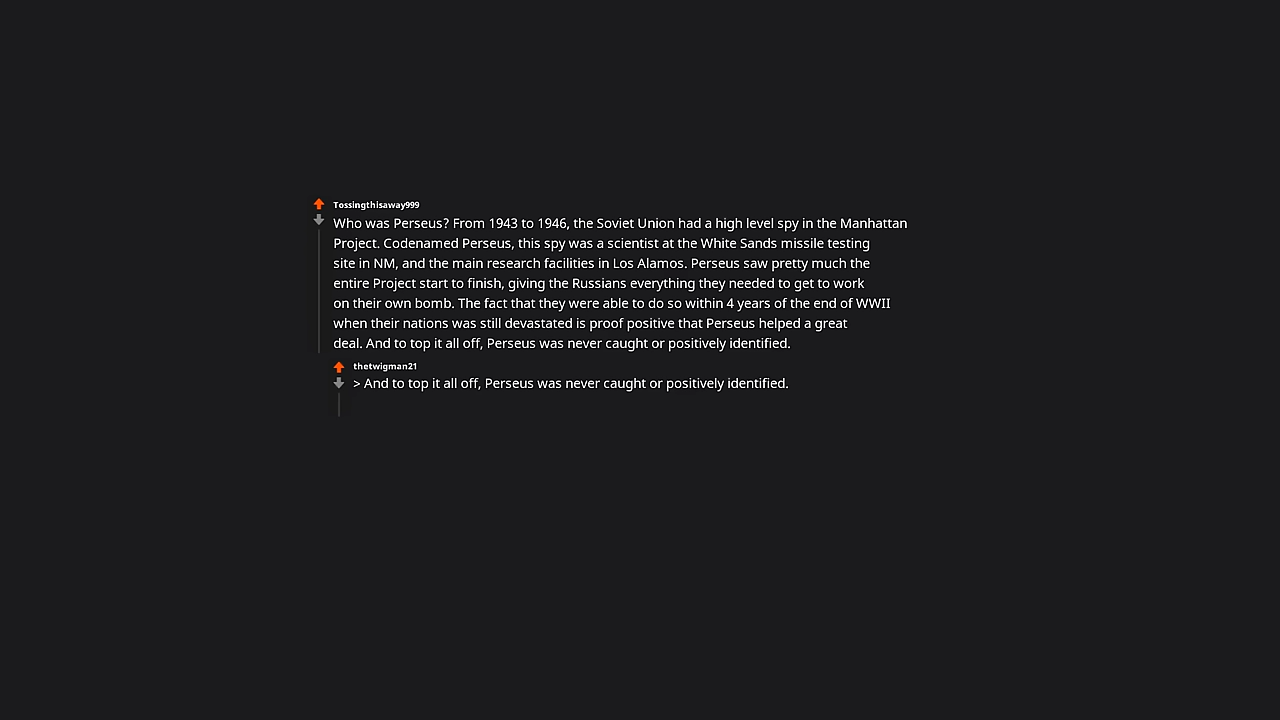 Tossingthisaway999
Who was Perseus? From 1943 to 1946, the Soviet Union had a high level spy in the Manhattan
Project. Codenamed Perseus, this spy was a scientist at the White Sands missile testing
site in NM, and the main research facilities in Los Alamos. Perseus saw pretty much the
entire Project start to finish, giving the Russians everything they needed to get to work
on their own bomb. The fact that they were able to do so within 4 years of the end of WWII
when their nations was still devastated is proof positive that Perseus helped a great
deal. And to top it all off, Perseus was never caught or positively identified.
thetwigman21
> And to top it all off, Perseus was never caught or positively identified.